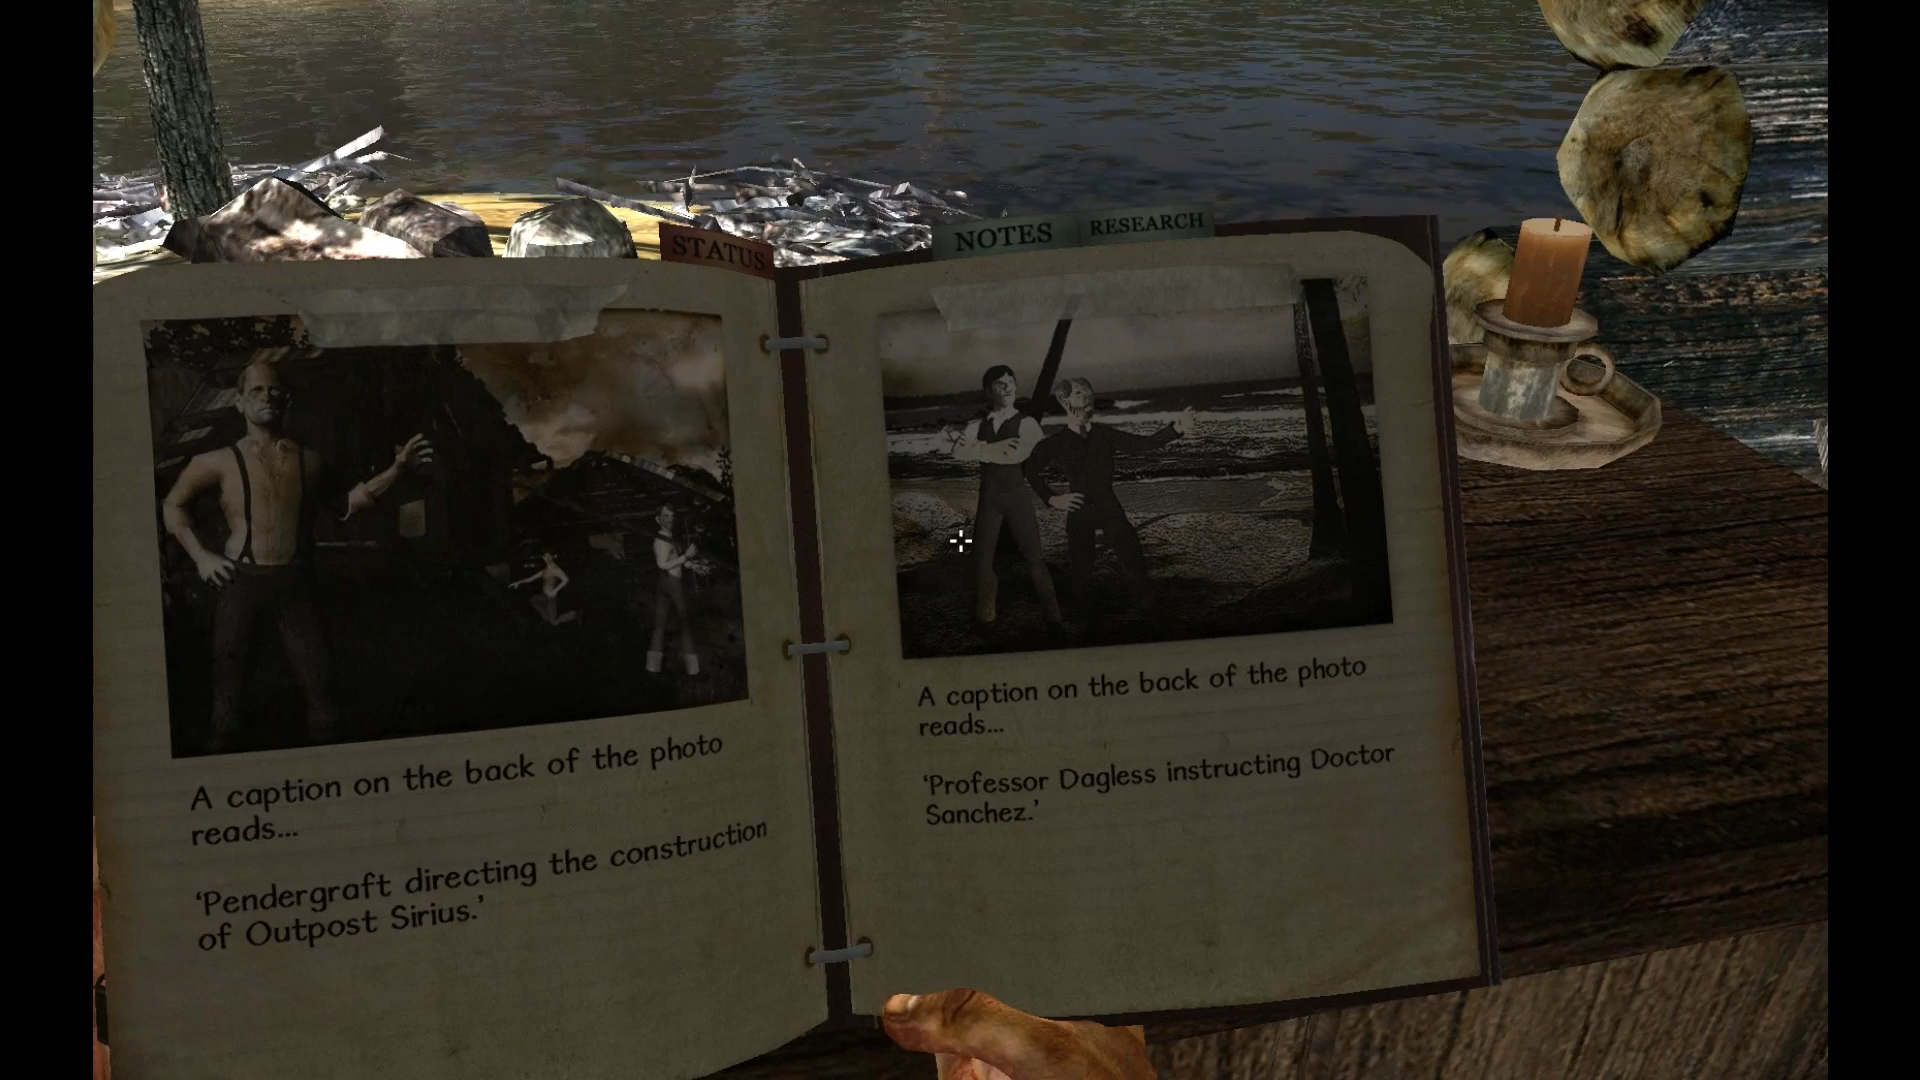 STATUS
NOTES
RESEARCH
A caption on the back of the photo
reads...
'Pendergraft directing the construction
of Outpost Sirius.'
A caption on the back of the photo
reads...
'Professor Dagless instructing Doctor
Sanchez.'